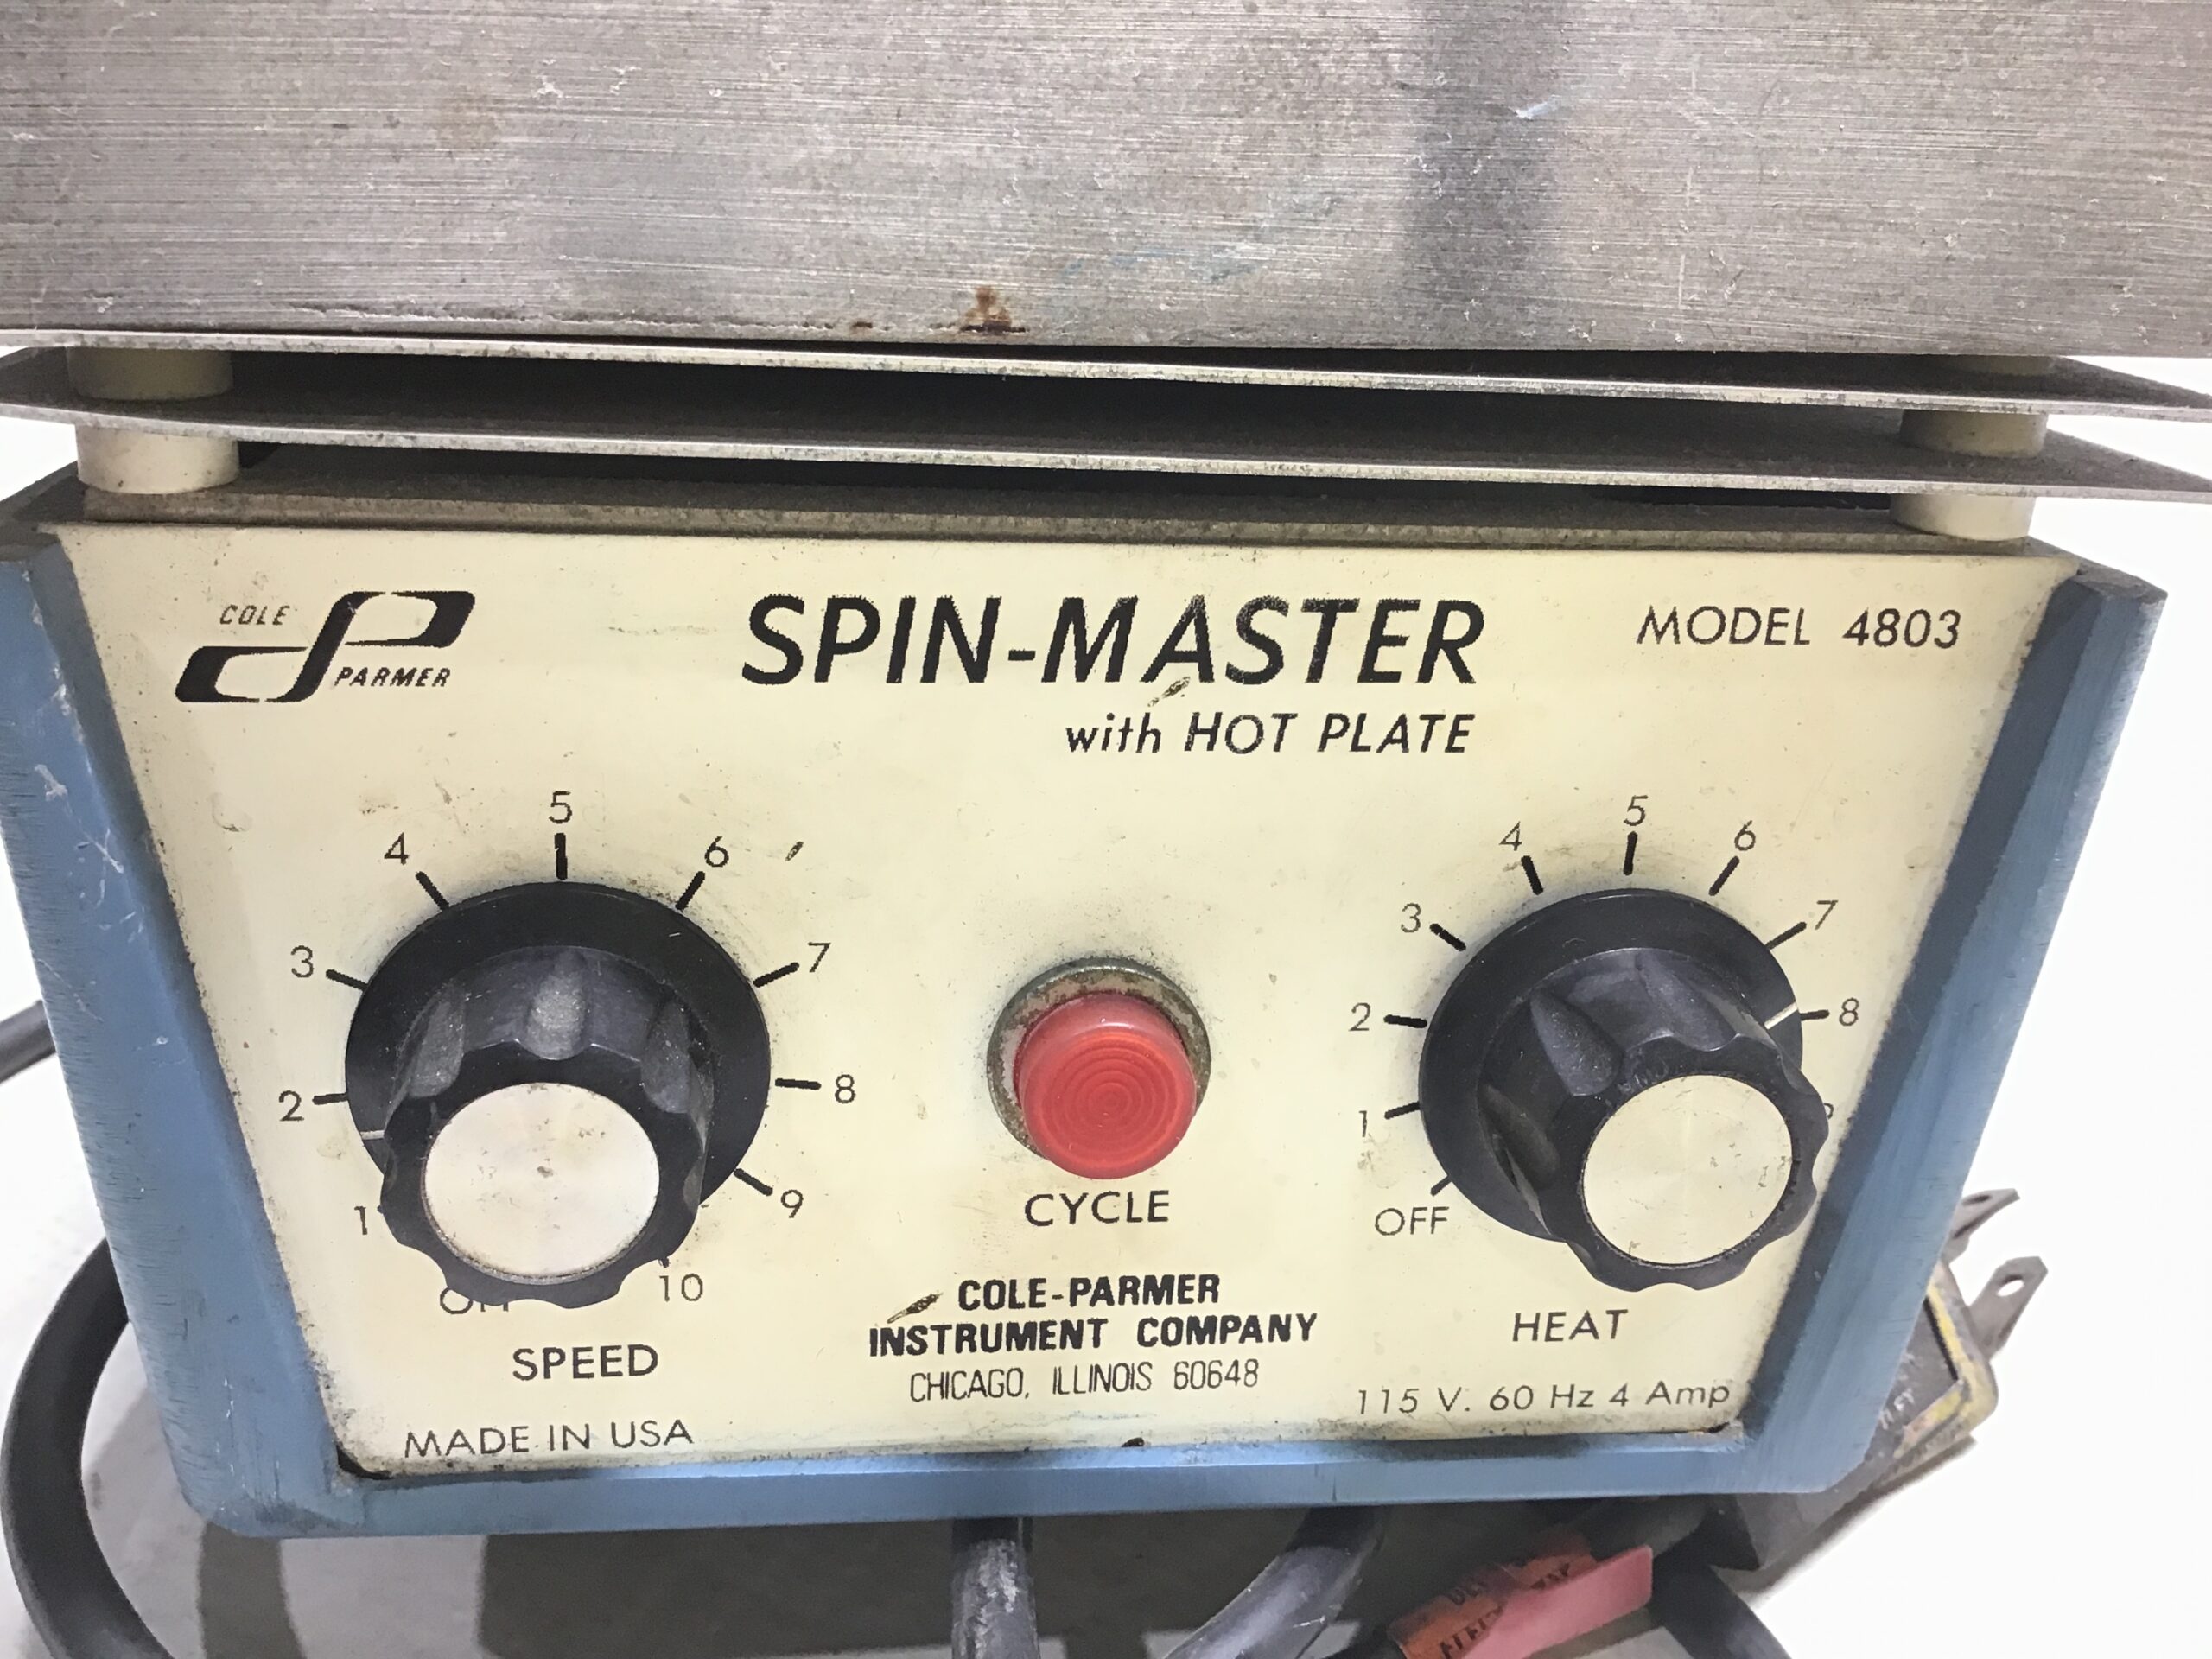 COLE
PARMER
SPIN-MASTER
with HOT PLATE
MODEL 4803
1
2
3
4
5
6
7
8
9
10
SPEED
MADE IN USA
CYCLE
COLE-PARMER
INSTRUMENT COMPANY
CHICAGO, ILLINOIS 60648
OFF
1
2
3
4
5
6
7
8
HEAT
115 V. 60 Hz 4 Amp